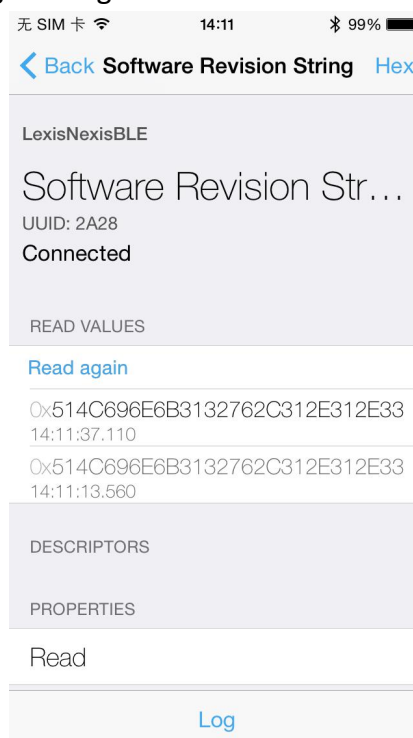 无 SIM 卡 14:11 99%
Back Software Revision String Hex
LexisNexisBLE
Software Revision Str...
UUID: 2A28
Connected
READ VALUES
Read again
0x514C696E6B3132762C312E312E33
14:11:37.110
0x514C696E6B3132762C312E312E33
14:11:13.560
DESCRIPTORS
PROPERTIES
Read
Log